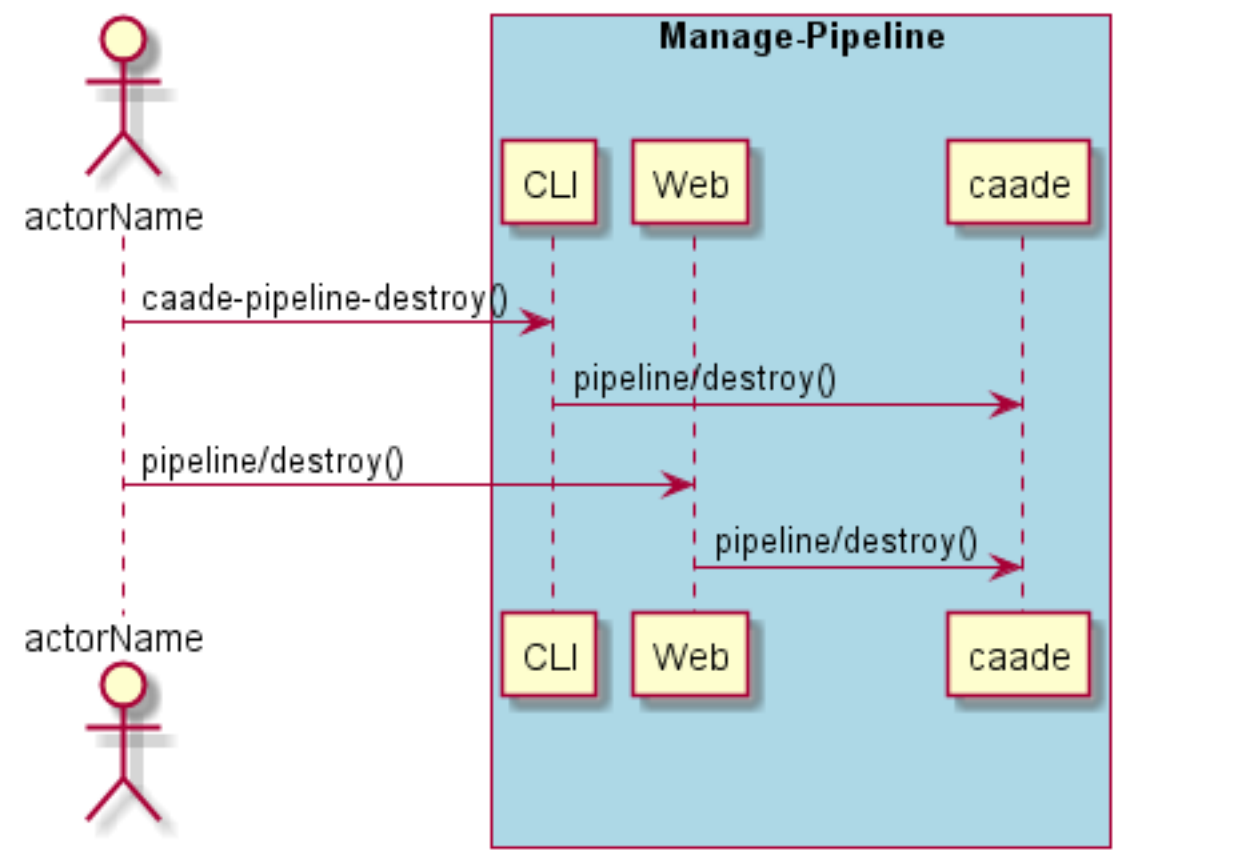 Manage-Pipeline
actorName
CLI
Web
caade
caade-pipeline-destroy()
pipeline/destroy()
pipeline/destroy()
pipeline/destroy()
actorName
CLI
Web
caade